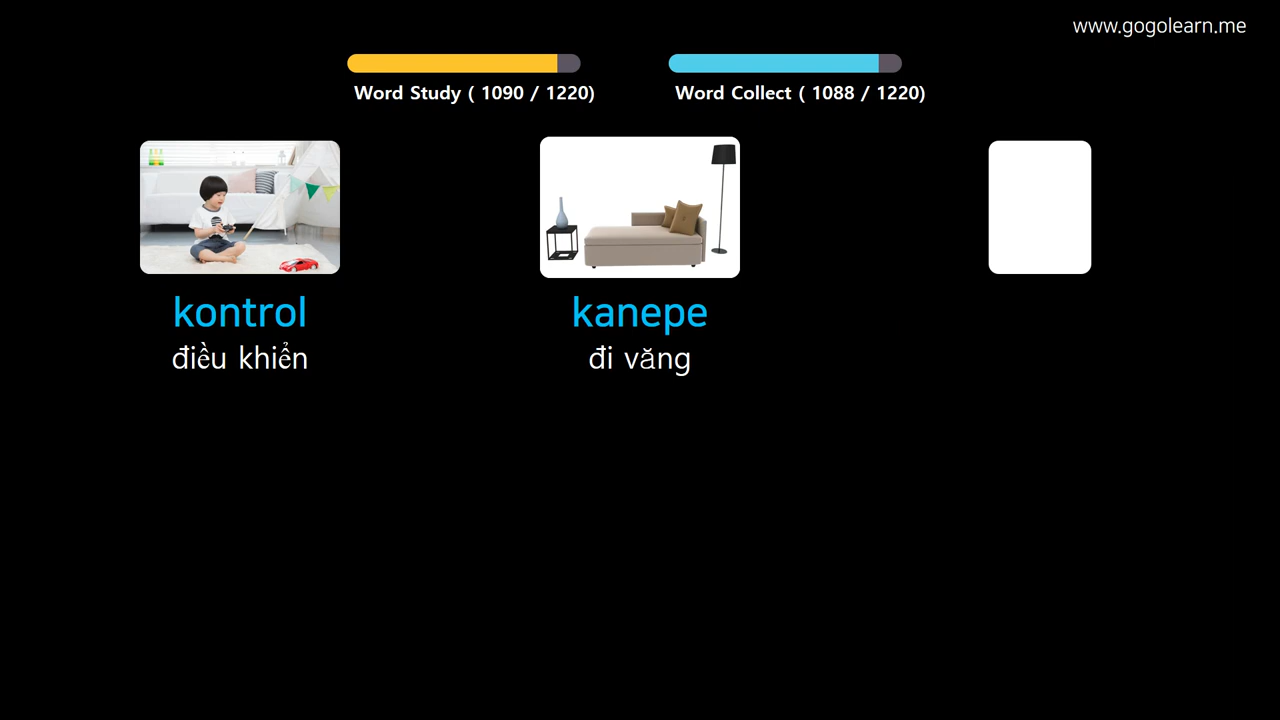 www.gogolearn.me
Word Study ( 1090 / 1220)
Word Collect ( 1088 / 1220)
kontrol
điều khiển
kanepe
đi văng